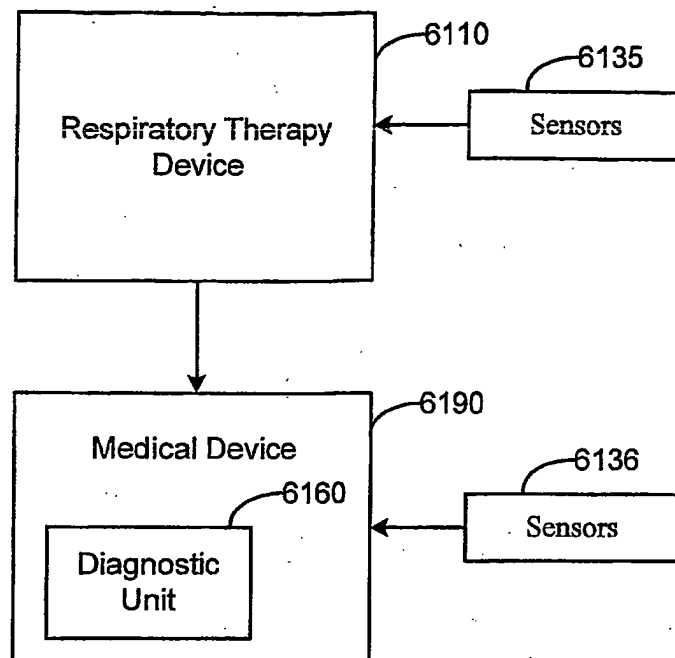 6110
6135
Respiratory Therapy
Device
Sensors
6190
Medical Device
6136
6160
Sensors
Diagnostic
Unit